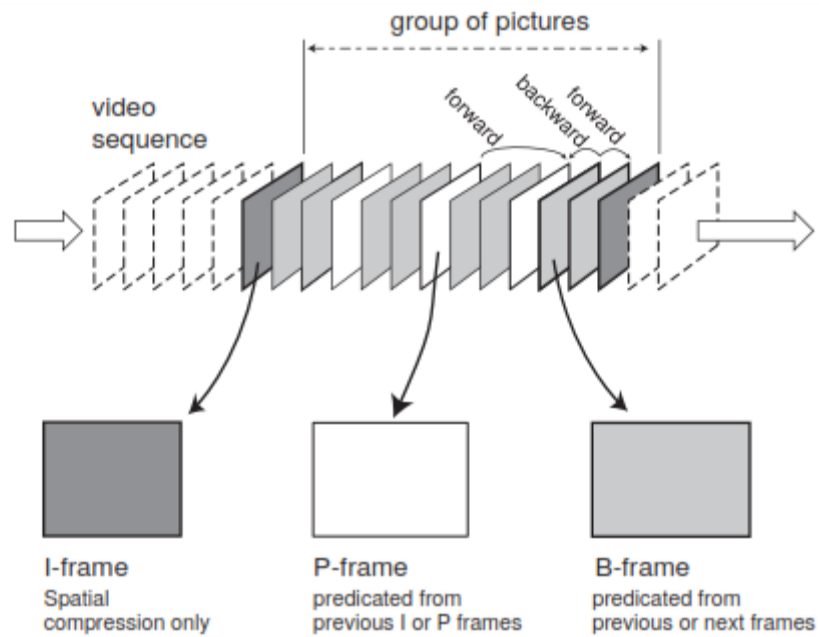 group of pictures
video
sequence
forward
backward
forward
I-frame
Spatial
compression only
P-frame
predicated from
previous I or P frames
B-frame
predicated from
previous or next frames